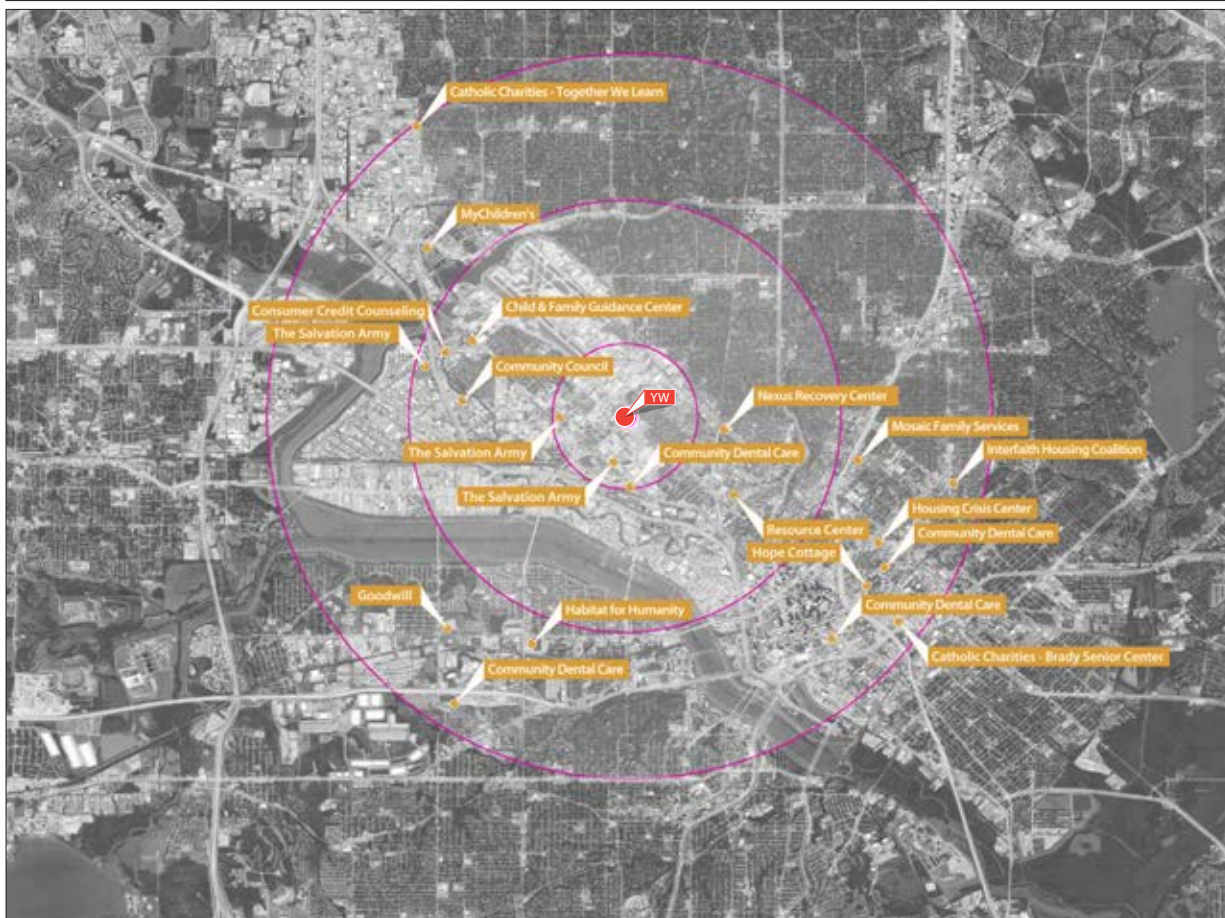 Catholic Charities - Together We Learn
MyChildren's
Child & Family Guidance Center
Consumer Credit Counseling
The Salvation Army
Community Council
YW
Nexus Recovery Center
Mosaic Family Services
The Salvation Army
Community Dental Care
Interfaith Housing Coalition
The Salvation Army
Housing Crisis Center
Resource Center
Community Dental Care
Hope Cottage
Goodwill
Habitat for Humanity
Community Dental Care
Catholic Charities - Brady Senior Center
Community Dental Care